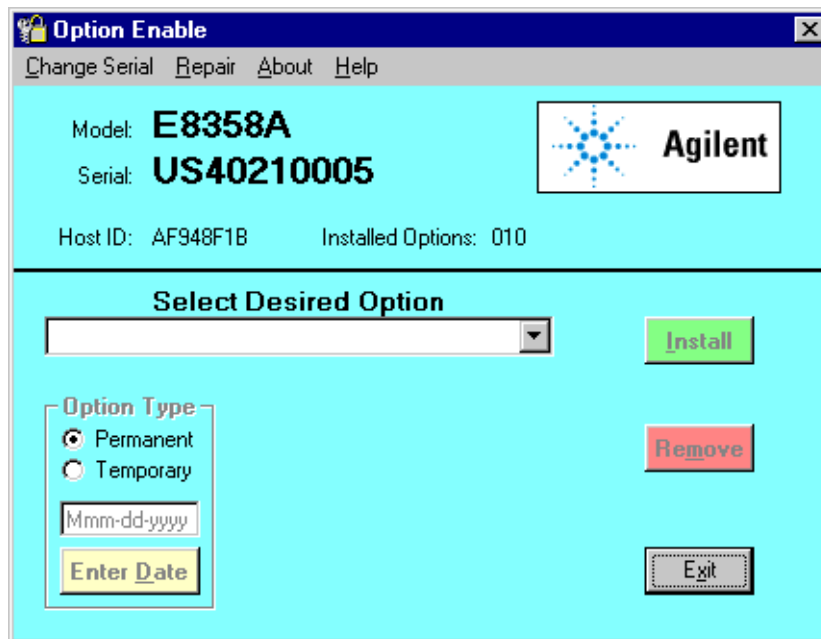 Option Enable
Change Serial Repair About Help
Model: E8358A
Serial: US40210005
Agilent
Host ID: AF948F1B Installed Options: 010
Select Desired Option
Install
Option Type
Permanent
Temporary
Remove
Mmm-dd-yyyy
Enter Date
Exit